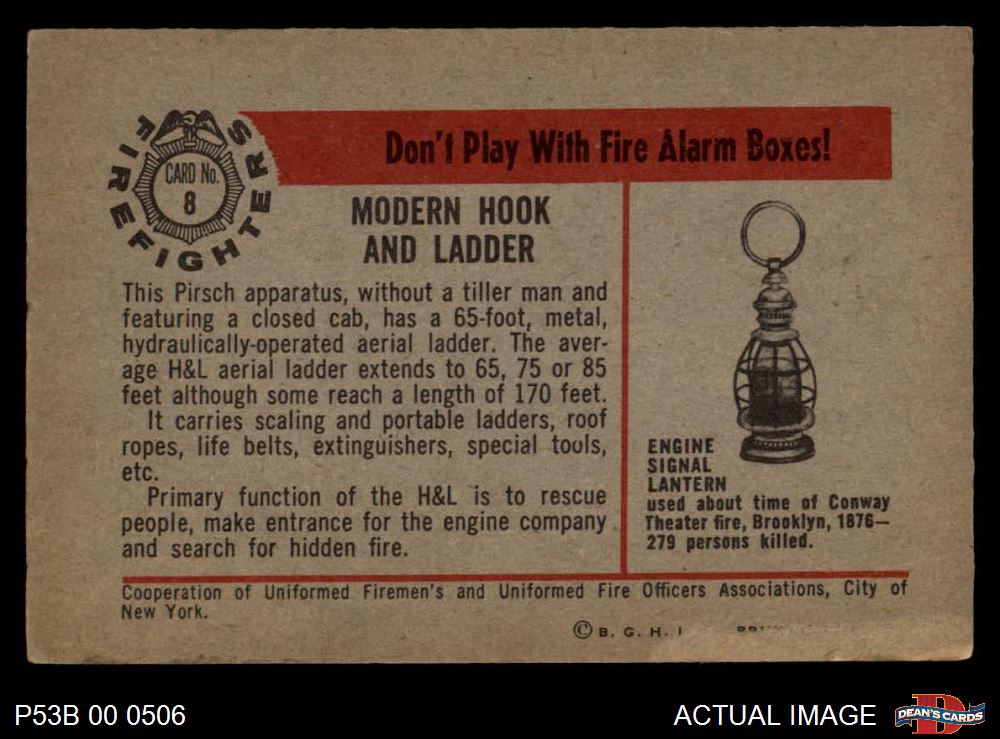 FIREFIGHTERS
CARD No.
8
Don't Play With Fire Alarm Boxes!
MODERN HOOK
AND LADDER
This Pirsch apparatus, without a tiller man and
featuring a closed cab, has a 65-foot, metal,
hydraulically-operated aerial ladder. The aver-
age H&L aerial ladder extends to 65, 75 or 85
feet although some reach a length of 170 feet.
It carries scaling and portable ladders, roof
ropes, life belts, extinguishers, special tools,
etc.
Primary function of the H&L is to rescue
people, make entrance for the engine company
and search for hidden fire.
ENGINE
SIGNAL
LANTERN
used about time of Conway
Theater fire, Brooklyn, 1876—
279 persons killed.
Cooperation of Uniformed Firemen's and Uniformed Fire Officers Associations, City of
New York.
© B. G. H. I
P53B 00 0506
ACTUAL IMAGE
DEAN'S CARDS